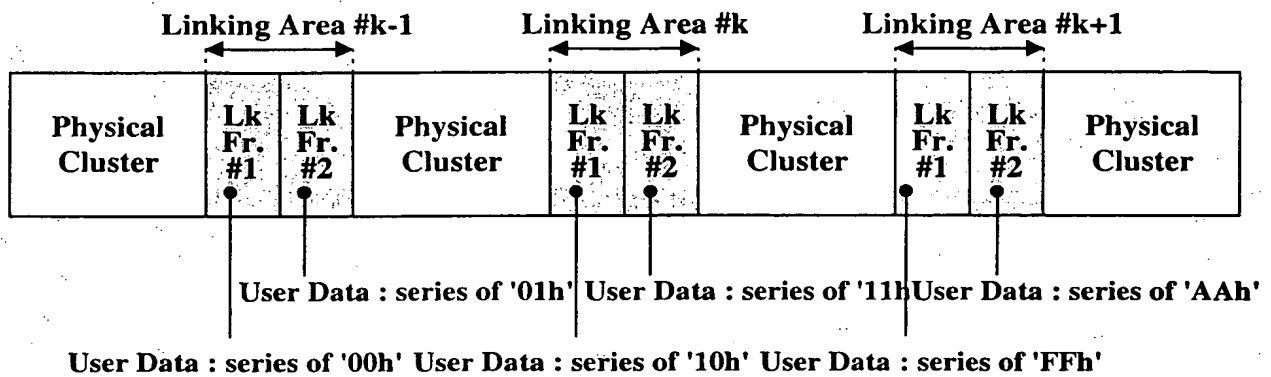 Linking Area #k-1 Linking Area #k Linking Area #k+1
Physical Cluster
Lk Fr. #1
Lk Fr. #2
Physical Cluster
Lk Fr. #1
Lk Fr. #2
Physical Cluster
Lk Fr. #1
Lk Fr. #2
Physical Cluster
User Data : series of '01h' User Data : series of '11h User Data : series of 'AAh'
User Data : series of '00h' User Data : series of '10h' User Data : series of 'FFh'